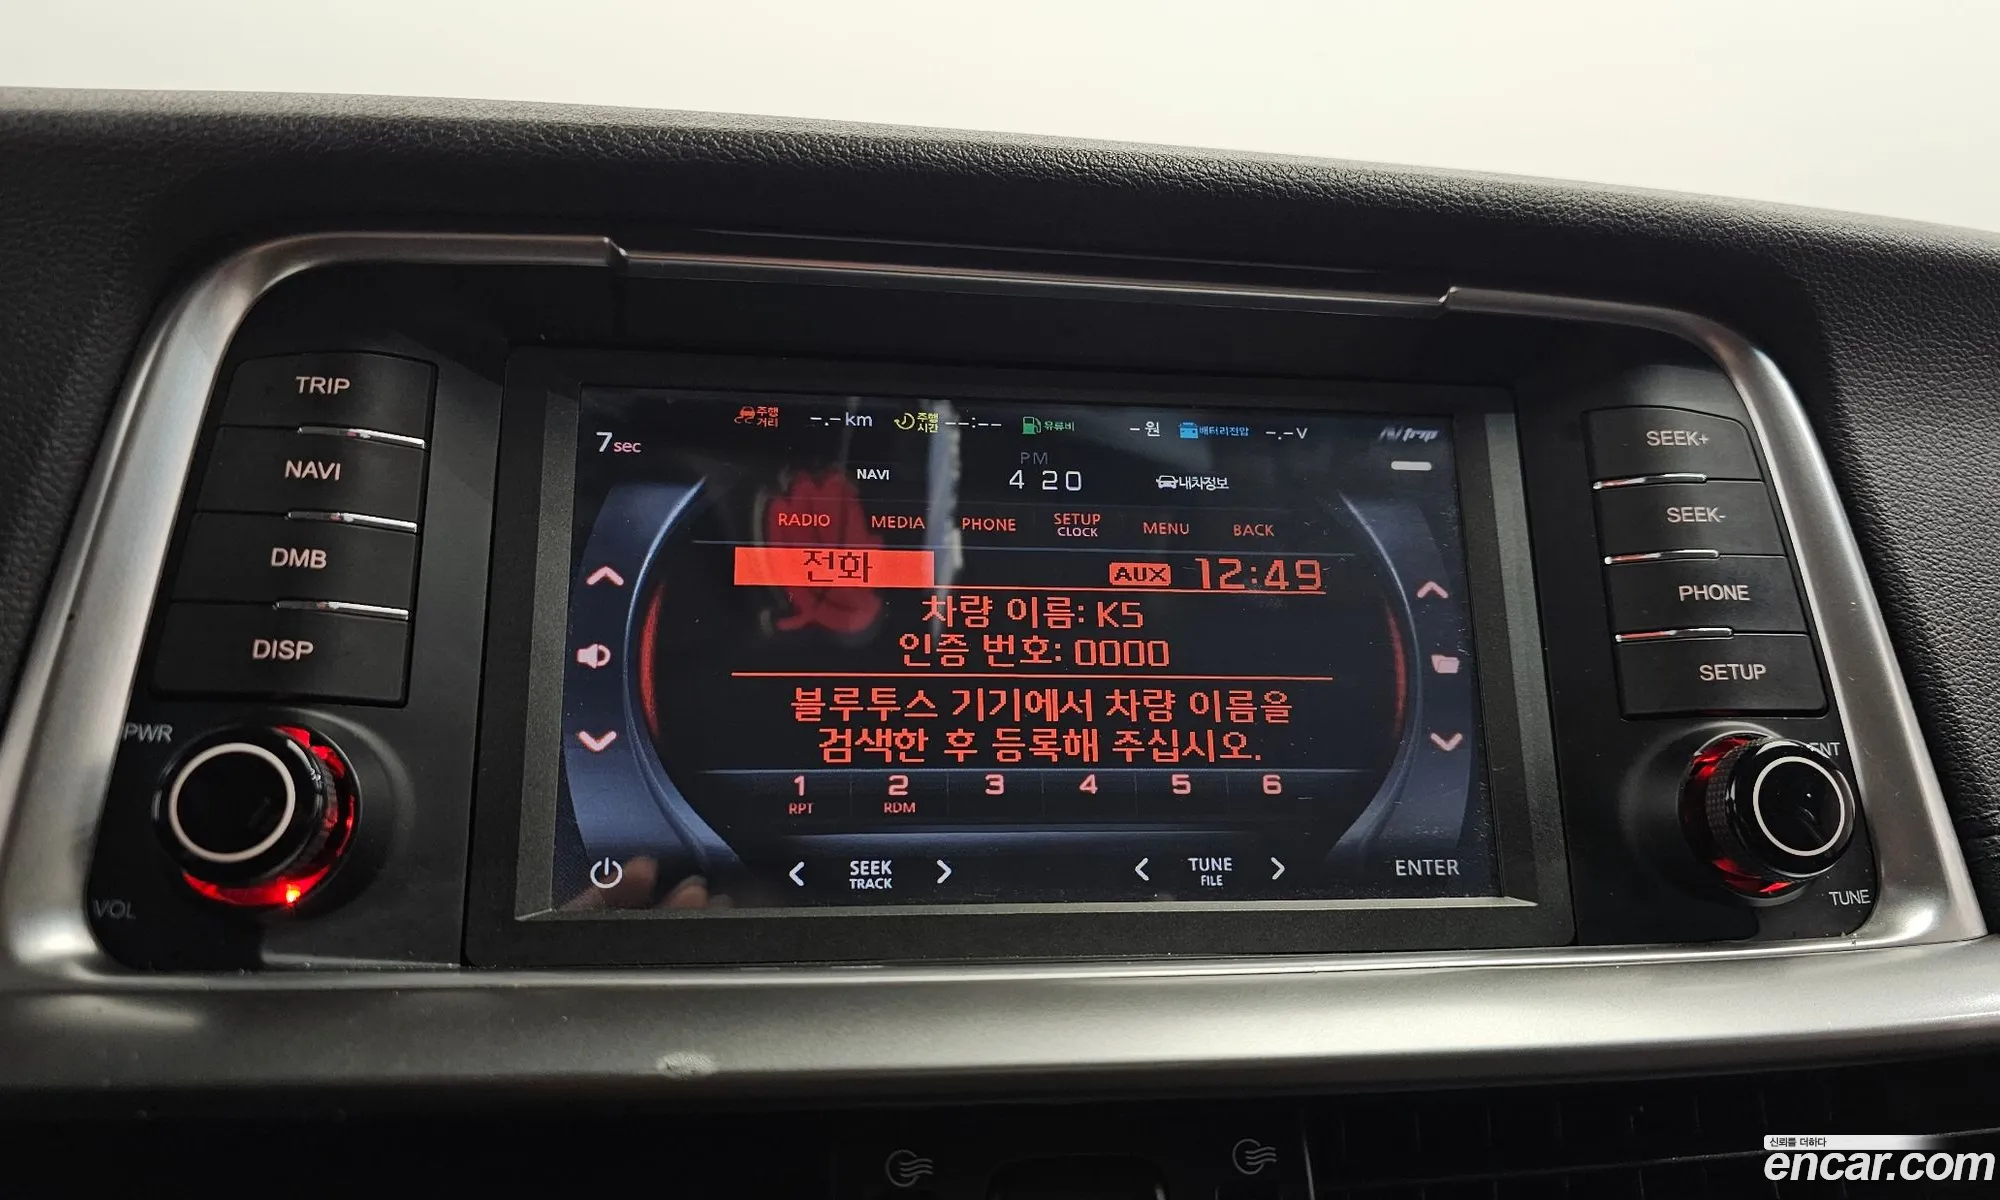 TRIP
NAVI
DMB
DISP
PWR
VOL
7sec
주행거리 -.-km
주행시간 --:--
유류비 -원
배터리전압 -.-V
trip
NAVI
PM
4 20
내차정보
RADIO MEDIA PHONE SETUP CLOCK MENU BACK
전화 AUX 12:49
차량 이름: K5
인증 번호: 0000
블루투스 기기에서 차량 이름을
검색한 후 등록해 주십시오.
1 2 3 4 5 6
RPT RDM
SEEK TRACK
TUNE FILE
ENTER
SEEK+
SEEK-
PHONE
SETUP
ENT
TUNE
신뢰를 더하다
encar.com